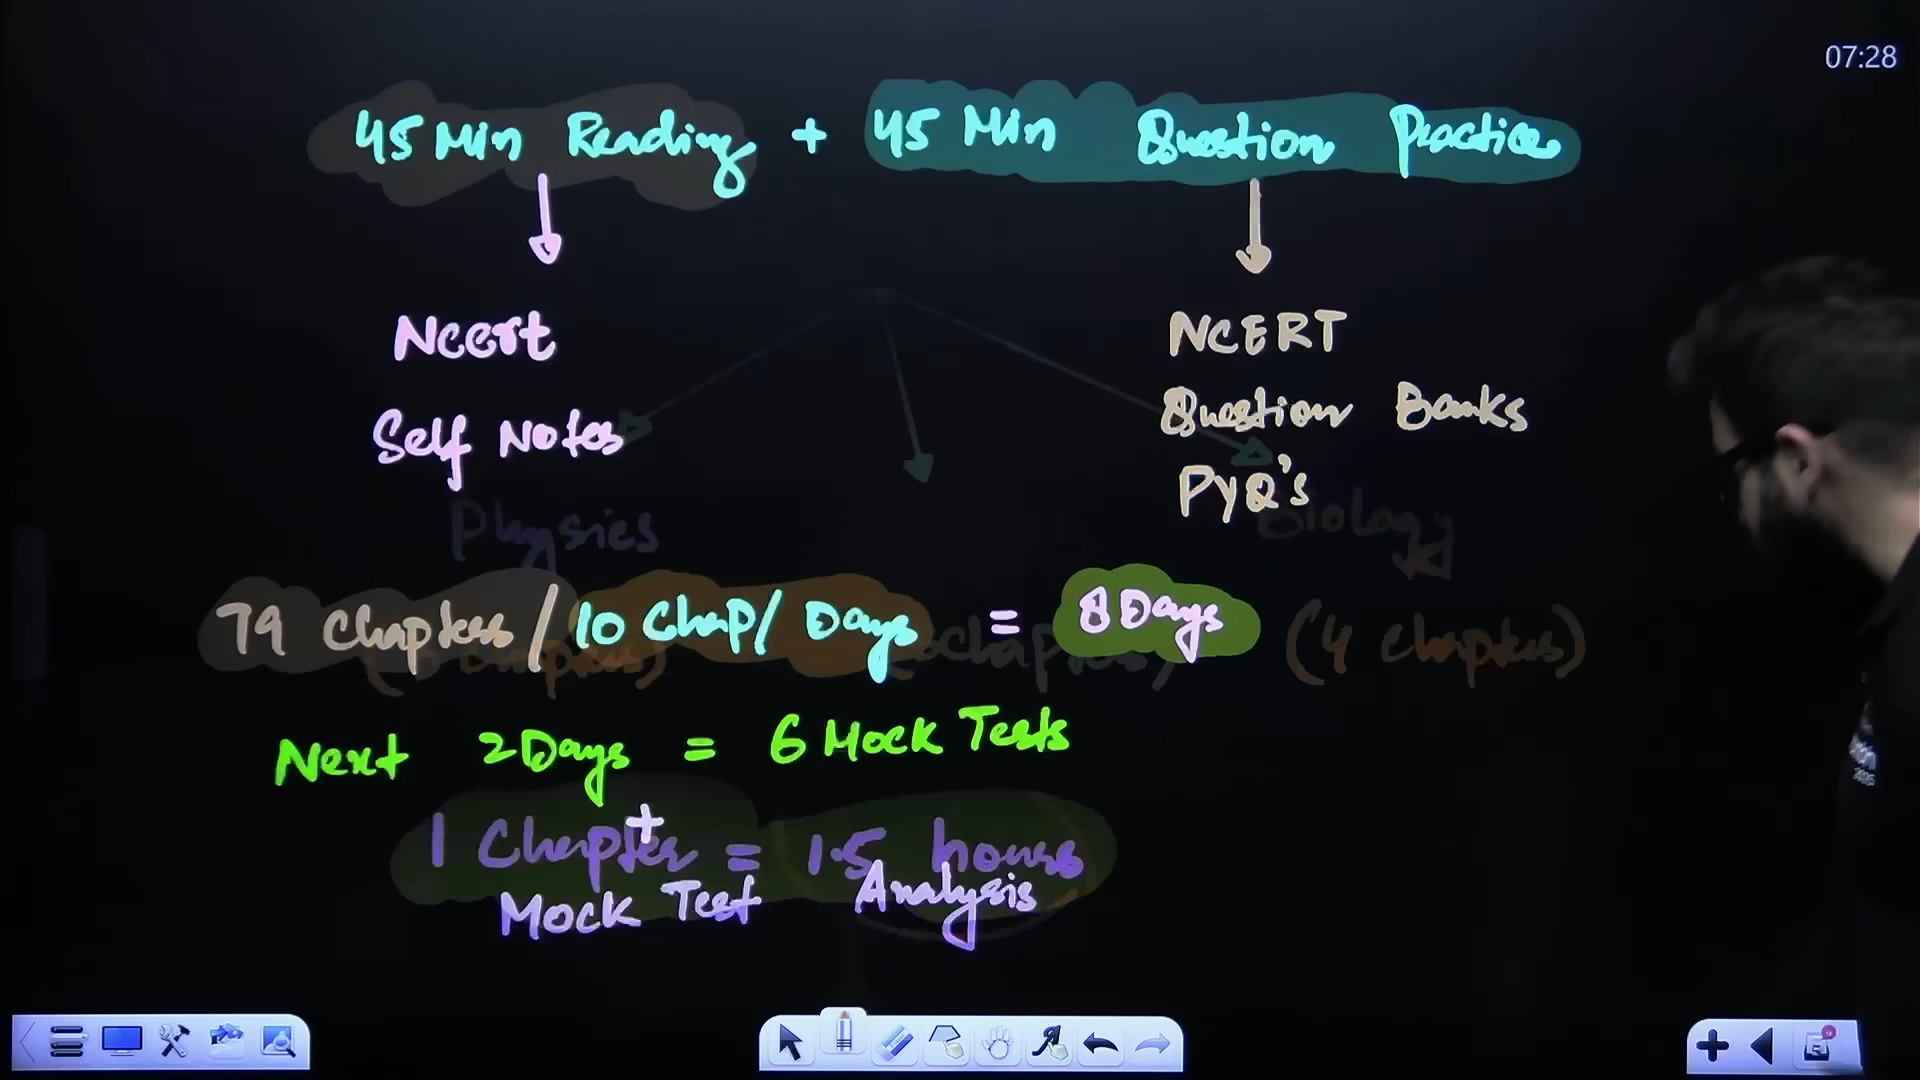 07:28
45 Min Reading + 45 Min Question Practice
Ncert
NCERT
Self Notes
Question Banks
PYQ's
Physics
Biology
79 Chapters / 10 Chap / Days = 8 Days
(4 Chapters)
Next 2 Days = 6 Mock Tests
+
1 Chapter = 1.5 hours
Mock Test Analysis